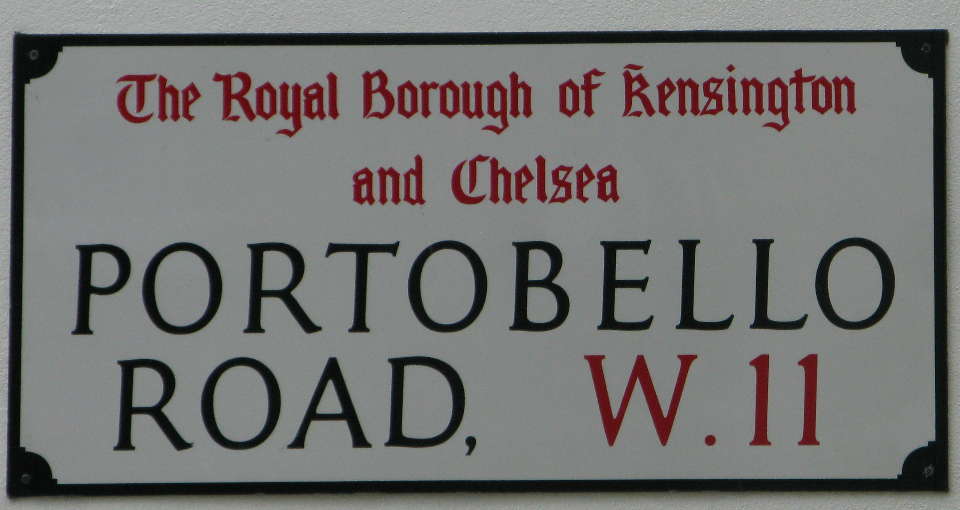 The Royal Borough of Kensington
and Chelsea
PORTOBELLO
ROAD, W.11